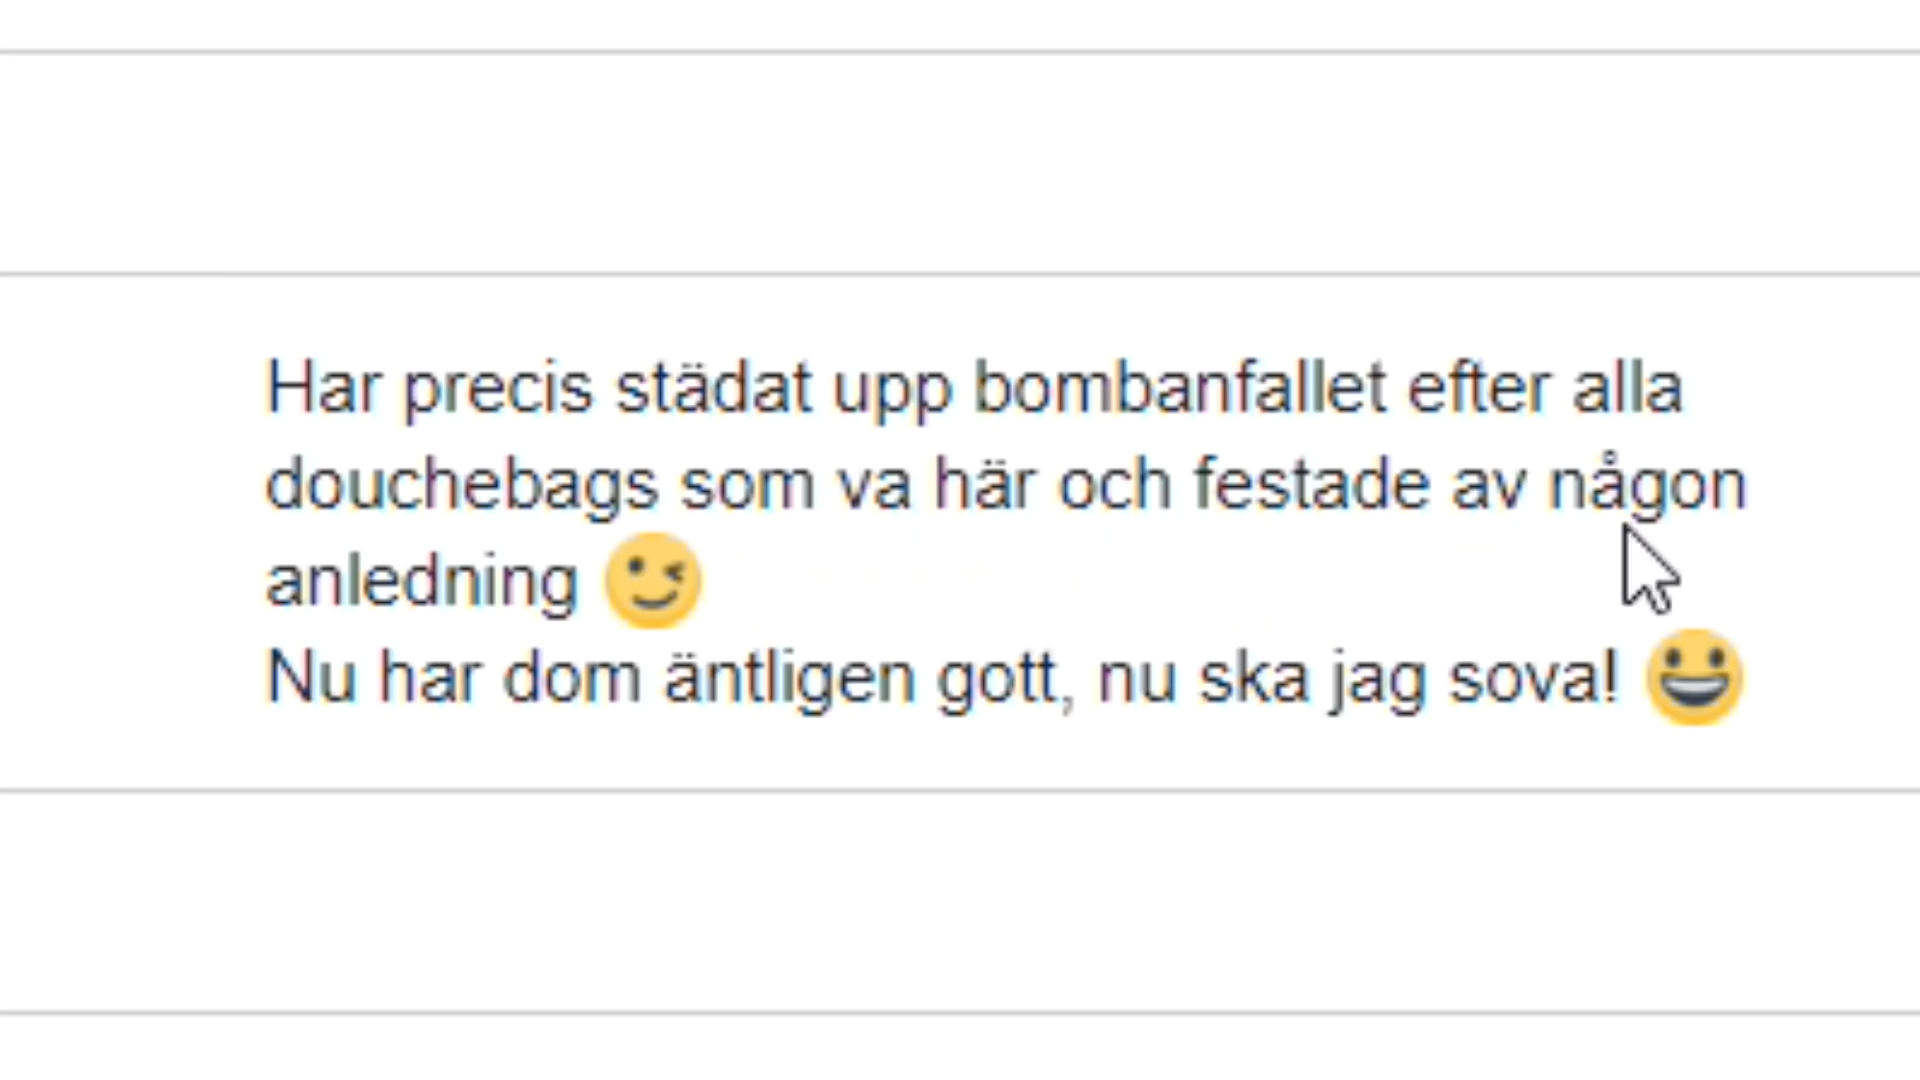 Har precis städat upp bombanfallet efter alla
douchebags som va här och festade av någon
anledning 😉
Nu har dom äntligen gott, nu ska jag sova! 😀